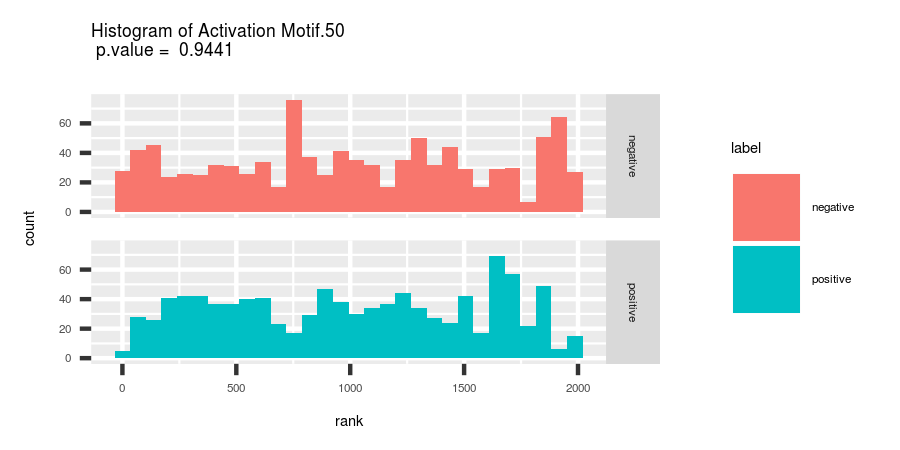 Histogram of Activation Motif.50
p.value = 0.9441
count
60
40
20
0
negative
60
40
20
0
positive
0 500 1000 1500 2000
rank
label
negative
positive